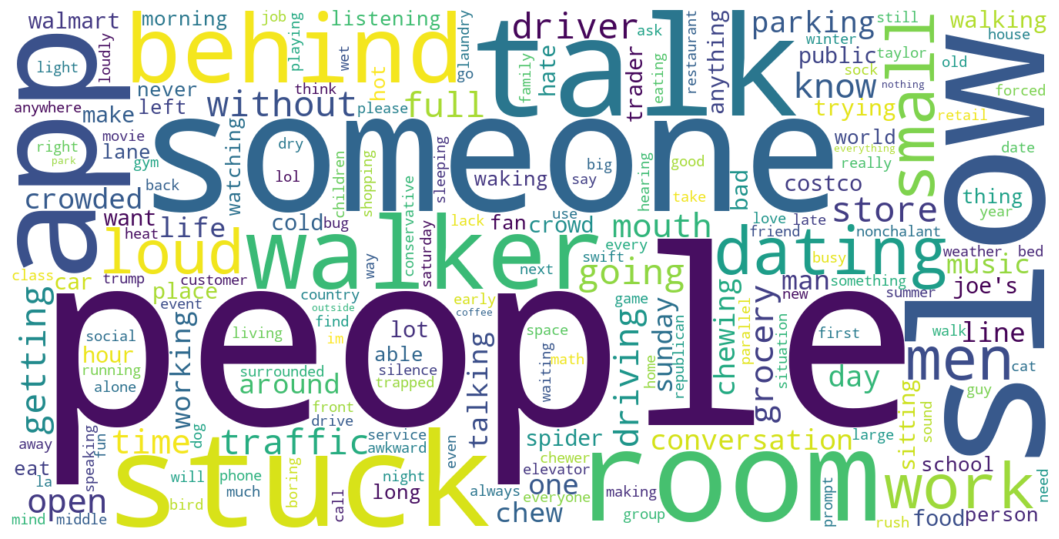 walmart
morning
job
listening
driver
ask
parking
still
walking
light
loudly
behind
playing
wet
laundry
go
talk
hate
family
trader
eating
restaurant
anything
public
winter
taylor
house
app
think
hot
please
know
sock
old
anywhere
never
left
without
full
trying
nothing
small
forced
slow
make
movie
someone
world
retail
right
lane
park
gym
watching
dry
lol
waking
big
say
hearing
good
take
bad
everything
really
date
crowded
back
children
shopping
conservative
sleeping
costco
thing
year
want
life
cold
bug
lack
fan
use
crowd
mouth
love
late
friend
store
nonchalant
weather
bed
heat
loud
walker
way
saturday
every
swift
next
going
dating
busy
something
music
class
car
trump
customer
place
event
country
outside
early
coffee
game
man
new
summer
joe's
getting
people
social
living
find
im
lot
space
sunday
home
republican
driving
chewing
parallel
grocery
situation
first
walk
line
hour
running
alone
working
surrounded
around
able
silence
trapped
talking
waiting
math
day
men
guy
cat
away
speaking
fun
time
dog
traffic
front
drive
service
awkward
even
spider
conversation
large
sitting
sound
eat
la
open
mind
middle
stuck
will
bird
phone
much
boring
call
night
long
always
elevator
one
everyone
chew
making
group
room
prompt
rush
work
school
food
person
need